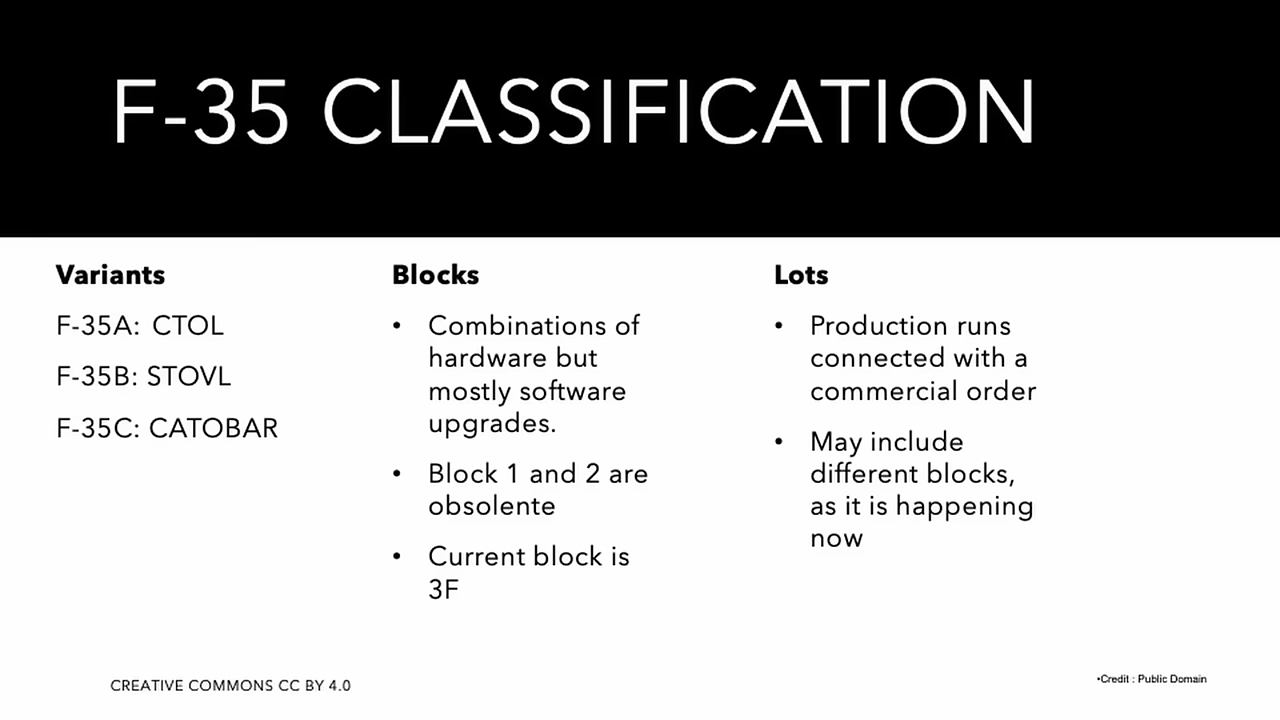 F-35 CLASSIFICATION
Variants
F-35A: CTOL
F-35B: STOVL
F-35C: CATOBAR
Blocks
• Combinations of
hardware but
mostly software
upgrades.
• Block 1 and 2 are
obsolente
• Current block is
3F
Lots
• Production runs
connected with a
commercial order
• May include
different blocks,
as it is happening
now
CREATIVE COMMONS CC BY 4.0
•Credit : Public Domain